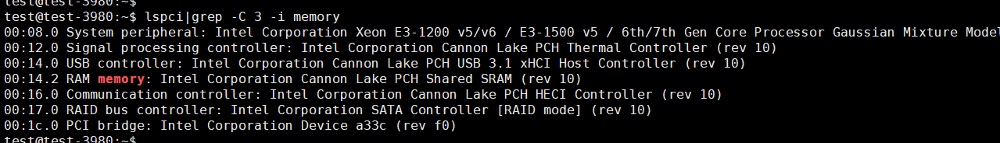 test@test-3980:~$
test@test-3980:~$ lspci|grep -C 3 -i memory
00:08.0 System peripheral: Intel Corporation Xeon E3-1200 v5/v6 / E3-1500 v5 / 6th/7th Gen Core Processor Gaussian Mixture Model
00:12.0 Signal processing controller: Intel Corporation Cannon Lake PCH Thermal Controller (rev 10)
00:14.0 USB controller: Intel Corporation Cannon Lake PCH USB 3.1 xHCI Host Controller (rev 10)
00:14.2 RAM memory: Intel Corporation Cannon Lake PCH Shared SRAM (rev 10)
00:16.0 Communication controller: Intel Corporation Cannon Lake PCH HECI Controller (rev 10)
00:17.0 RAID bus controller: Intel Corporation SATA Controller [RAID mode] (rev 10)
00:1c.0 PCI bridge: Intel Corporation Device a33c (rev f0)
test@test-3980:~$